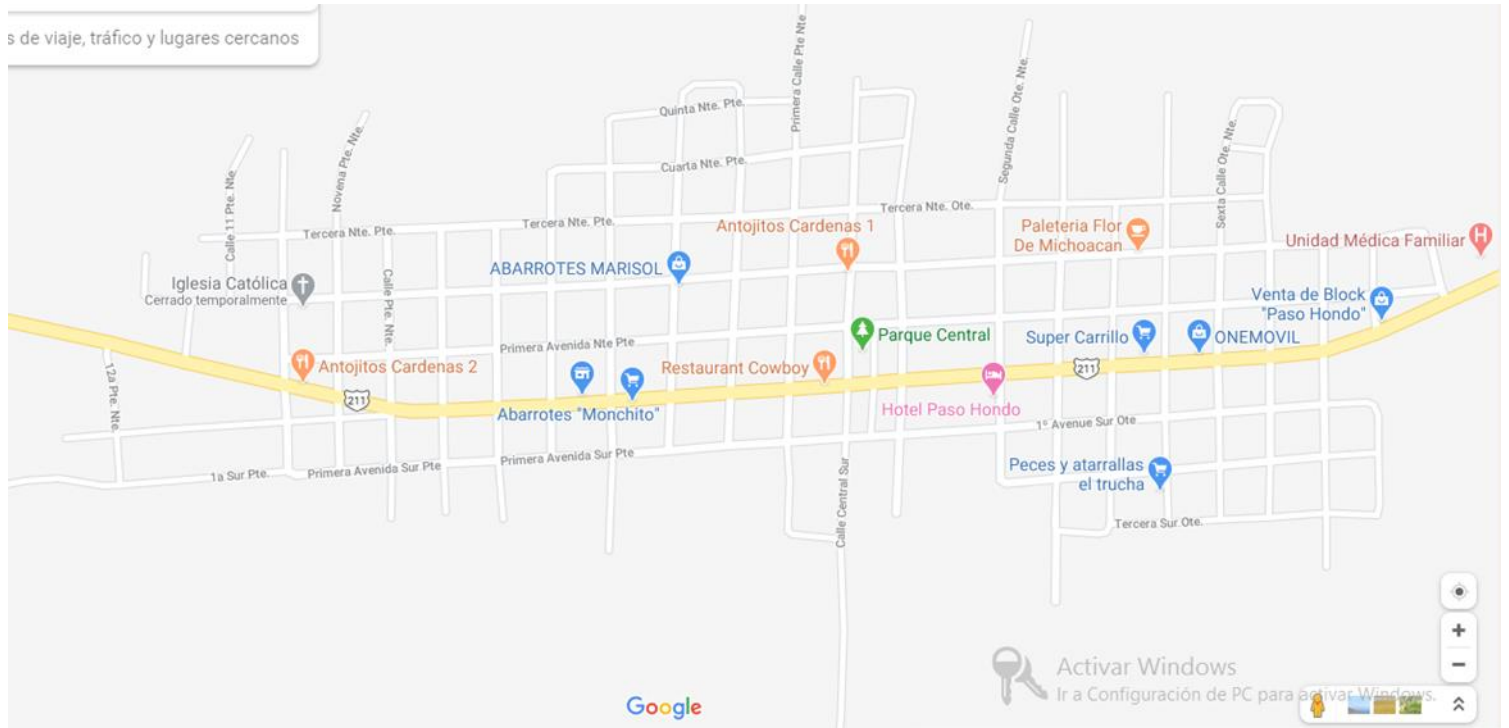 s de viaje, tráfico y lugares cercanos
Primera Calle Pte Nte
Quinta Nte. Pte.
Segunda Calle Ote. Nte.
Novena Pte. Nte.
Cuarta Nte. Pte.
Sexta Calle Ote. Nte.
Calle 11 Pte. Nte.
Tercera Nte. Ote.
Tercera Nte. Pte.
Tercera Nte. Pte.
Antojitos Cardenas 1
Paleteria Flor
De Michoacan
Unidad Médica Familiar
H
ABARROTES MARISOL
Iglesia Católica
Cerrado temporalmente
Calle Pte. Nte.
Venta de Block
"Paso Hondo"
Parque Central
Super Carrillo
ONEMOVIL
Primera Avenida Nte Pte
12a Pte. Nte.
Antojitos Cardenas 2
Restaurant Cowboy
211
211
Hotel Paso Hondo
Abarrotes "Monchito"
1º Avenue Sur Ote
Primera Avenida Sur Pte
Primera Avenida Sur Pte
1a Sur Pte.
Peces y atarrallas
el trucha
Calle Central Sur
Tercera Sur Ote.
Activar Windows
Ir a Configuración de PC para activar Windows.
Google